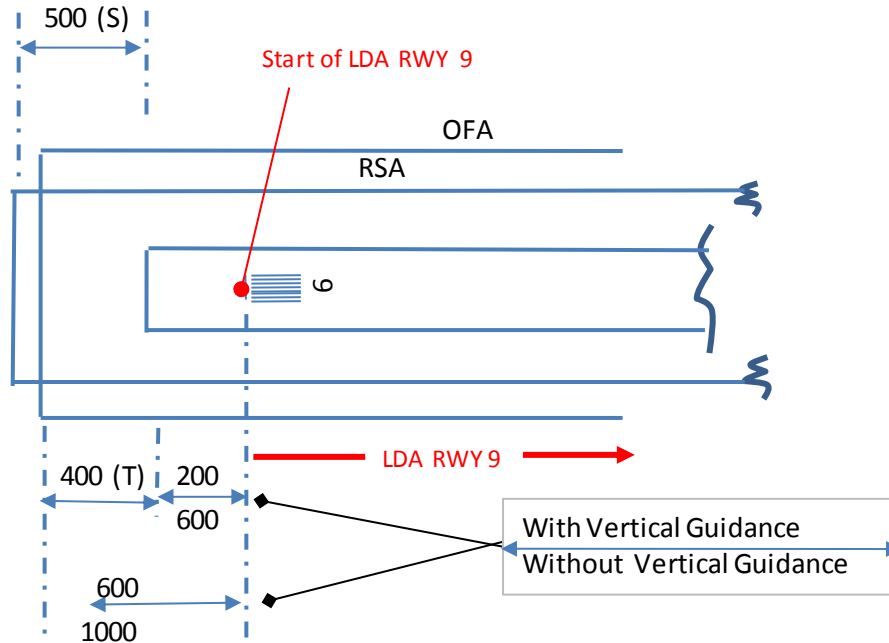 500 (S)
Start of LDA RWY 9
OFA
RSA
9
LDA RWY 9
400 (T)
200
600
With Vertical Guidance
Without Vertical Guidance
600
1000